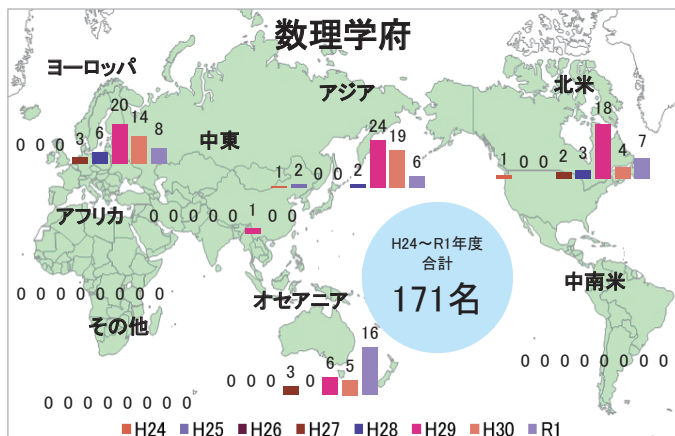 数理学府
ヨーロッパ
0 0 0 3 6 20 14 8
中東
0 0 0 0 0 1 0 0
アジア
1 2 0 0 2 24 19 6
北米
1 0 0 2 3 18 4 7
アフリカ
0 0 0 0 0 0 0 0
H24～R1年度
合計
171名
オセアニア
0 0 0 3 0 6 5 16
中南米
0 0 0 0 0 0 0 0
その他
0 0 0 0 0 0 0 0
H24 H25 H26 H27 H28 H29 H30 R1